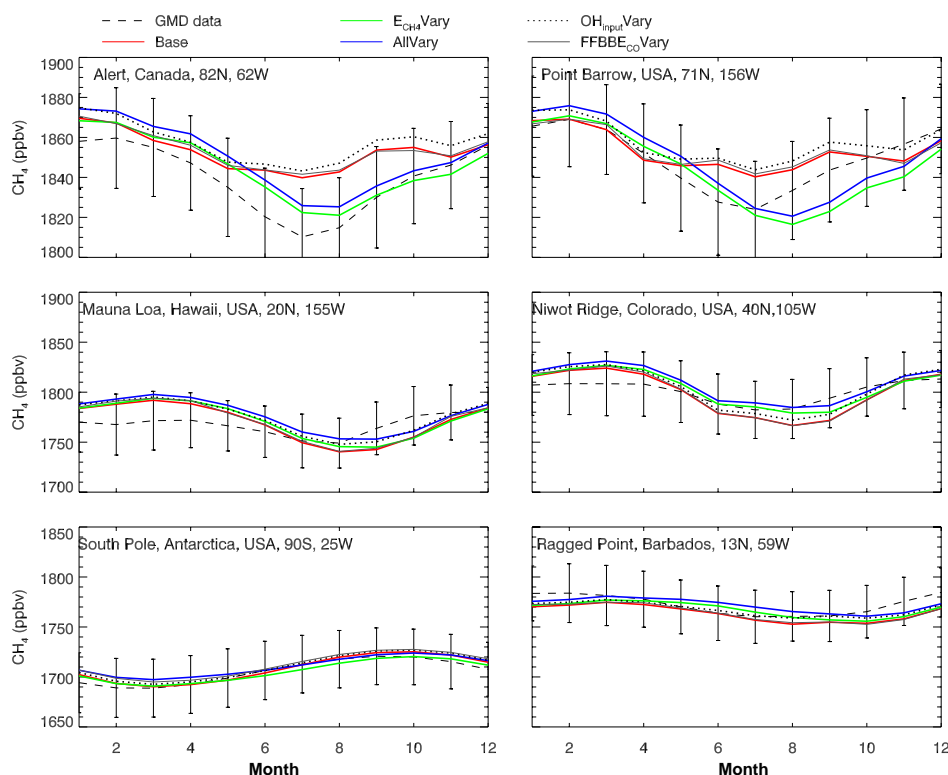 GMD data E_CH4Vary OH_inputVary
Base AllVary FFBBE_COVary
Alert, Canada, 82N, 62W
Point Barrow, USA, 71N, 156W
CH4 (ppbv)
1900
1880
1860
1840
1820
1800
Mauna Loa, Hawaii, USA, 20N, 155W
Niwot Ridge, Colorado, USA, 40N,105W
CH4 (ppbv)
1900
1850
1800
1750
1700
South Pole, Antarctica, USA, 90S, 25W
Ragged Point, Barbados, 13N, 59W
CH4 (ppbv)
1850
1800
1750
1700
1650
2 4 6 8 10 12
2 4 6 8 10 12
Month
Month